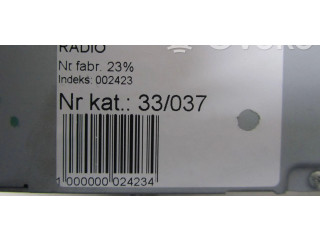 RADIO
Nr fabr. 23%
Indeks: 002423
Nr kat.: 33/037
1 000000 024234